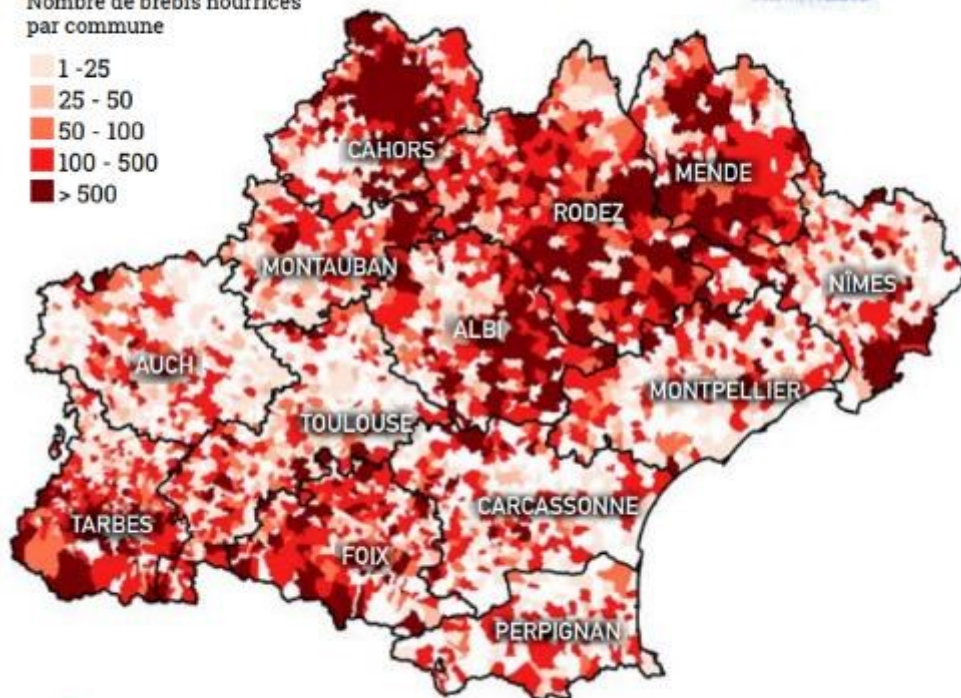 Nombre de brebis nourrices
par commune
1 -25
25 - 50
50 - 100
100 - 500
> 500
CAHORS
MENDE
RODEZ
MONTAUBAN
NÎMES
ALBI
AUCH
MONTPELLIER
TOULOUSE
CARCASSONNE
TARBES
FOIX
PERPIGNAN